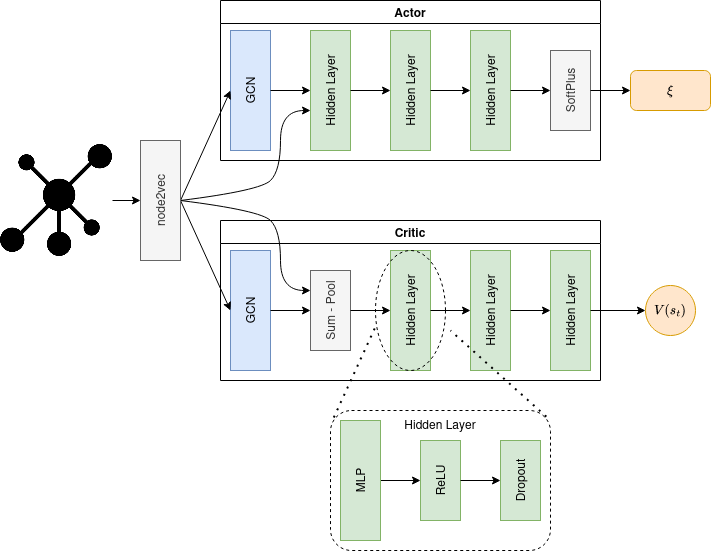 Actor
GCN
Hidden Layer
Hidden Layer
Hidden Layer
SoftPlus
ξ
node2vec
Critic
GCN
Sum - Pool
Hidden Layer
Hidden Layer
Hidden Layer
V(s_t)
Hidden Layer
MLP
ReLU
Dropout